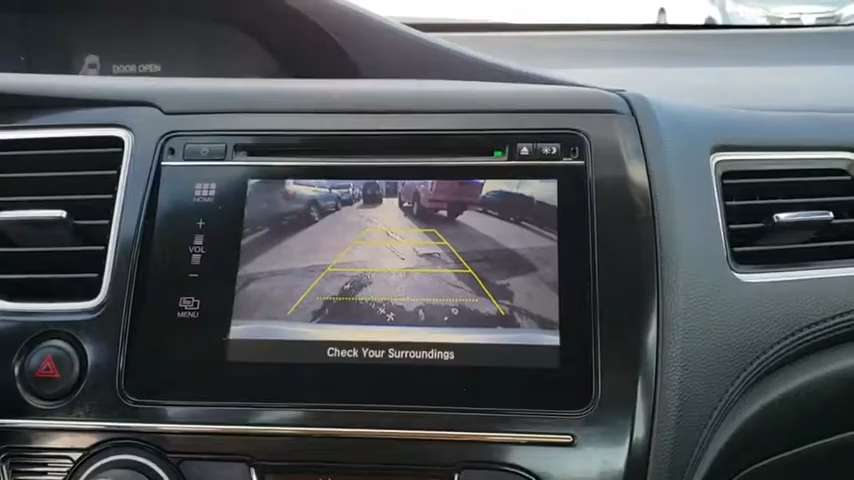 DOOR OPEN
HOME
+
VOL
-
MENU
Check Your Surroundings